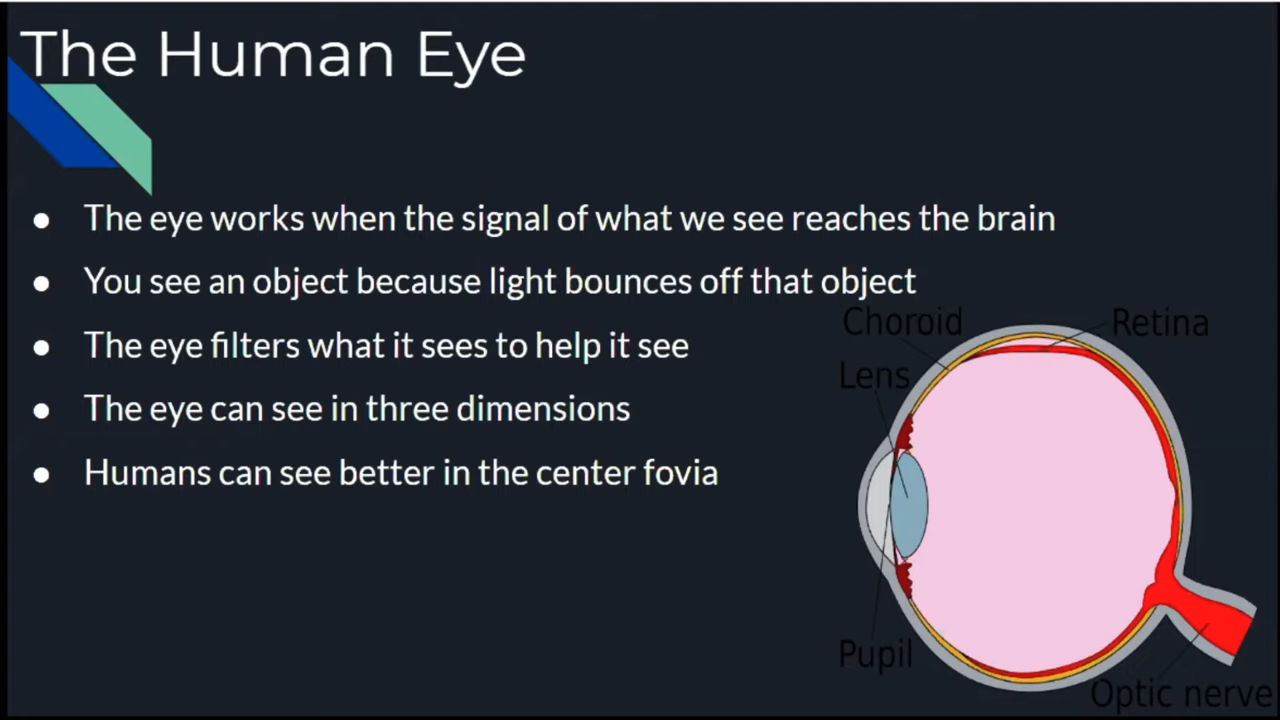 The Human Eye
● The eye works when the signal of what we see reaches the brain
● You see an object because light bounces off that object
● The eye filters what it sees to help it see
● The eye can see in three dimensions
● Humans can see better in the center fovia
Choroid
Retina
Lens
Pupil
Optic nerve